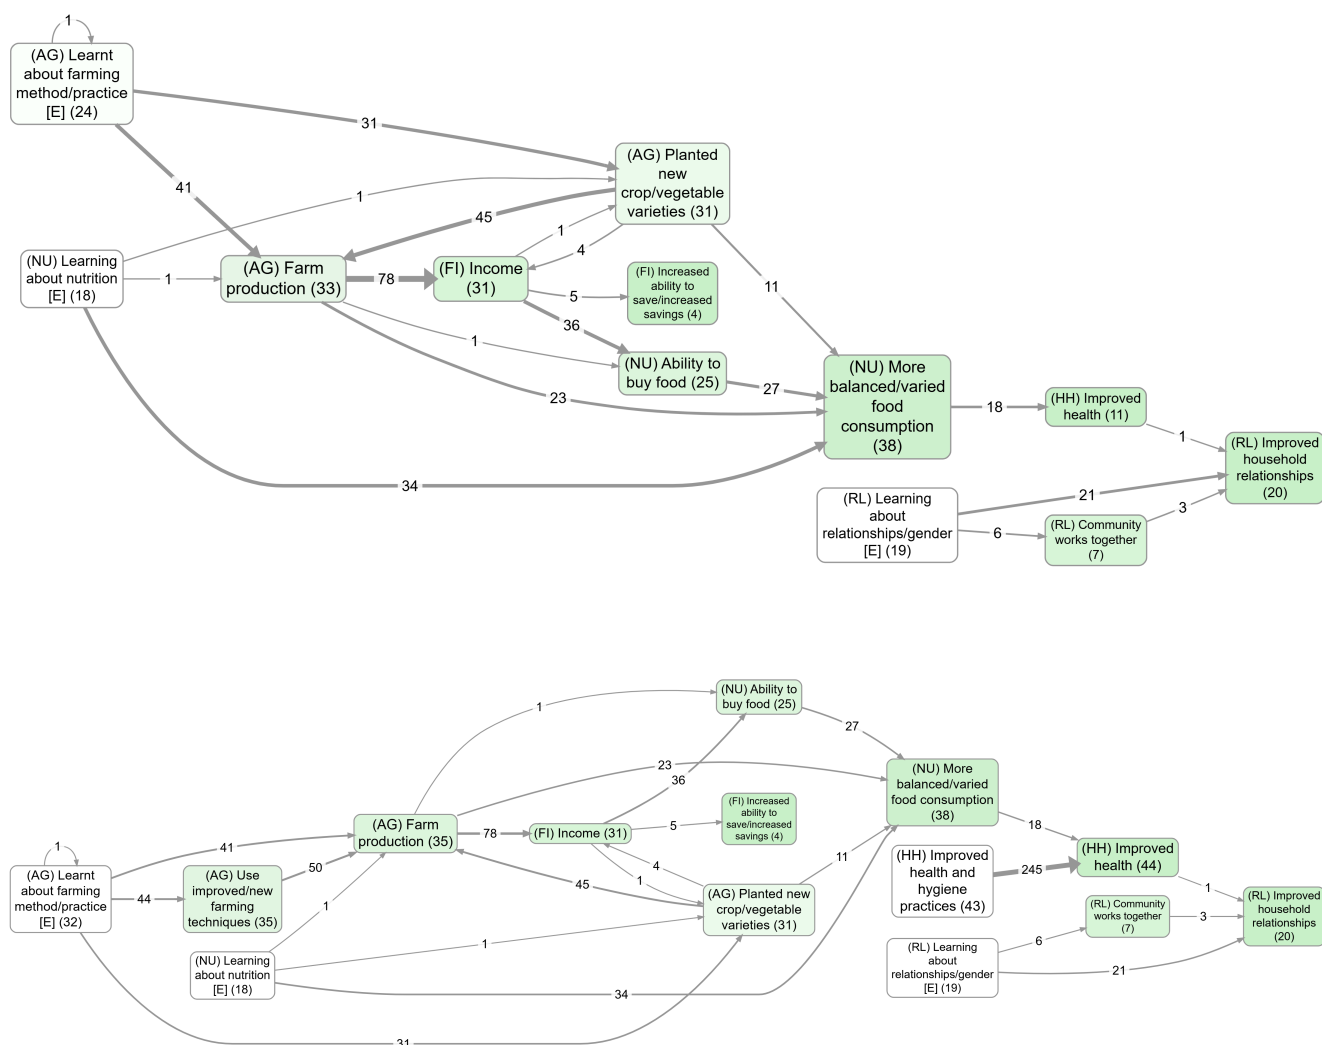 1
(AG) Learnt
about farming
method/practice
[E] (24)
31
(AG) Planted
new
crop/vegetable
varieties (31)
41
1
45
1
4
(NU) Learning
about nutrition
[E] (18)
1
(AG) Farm
production (33)
78
(FI) Income
(31)
5
(FI) Increased
ability to
save/increased
savings (4)
11
36
1
(NU) Ability to
buy food (25)
27
23
(NU) More
balanced/varied
food
consumption
(38)
18
(HH) Improved
health (11)
1
(RL) Improved
household
relationships
(20)
34
(RL) Learning
about
relationships/gender
[E] (19)
21
6
(RL) Community
works together
(7)
3
(NU) Ability to
buy food (25)
1
27
23
36
(NU) More
balanced/varied
food consumption
(38)
(FI) Increased
ability to
save/increased
savings (4)
(AG) Farm
production (35)
78
(FI) Income (31)
5
18
41
1
(AG) Learnt
about farming
method/practice
[E] (32)
44
(AG) Use
improved/new
farming
techniques (35)
50
4
1
45
11
(HH) Improved
health and
hygiene
practices (43)
245
(HH) Improved
health (44)
1
(AG) Planted new
crop/vegetable
varieties (31)
1
(RL) Community
works together
(7)
3
(RL) Improved
household
relationships
(20)
(NU) Learning
about nutrition
[E] (18)
1
34
(RL) Learning
about
relationships/gender
[E] (19)
6
21
31